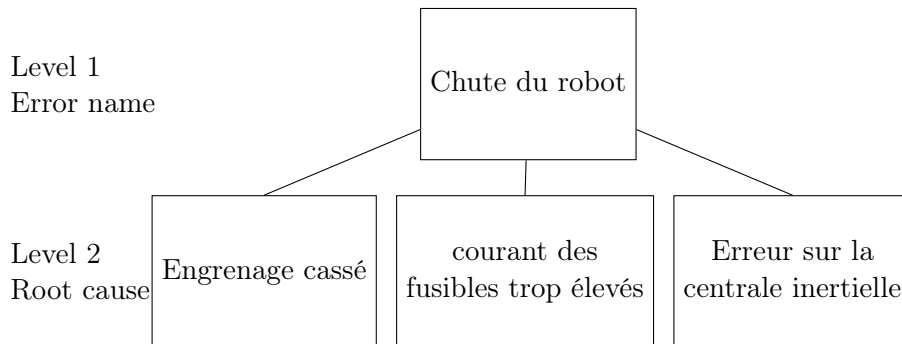 Level 1
Error name
Chute du robot
Level 2
Root cause
Engrenage cassé
courant des
fusibles trop élevés
Erreur sur la
centrale inertielle